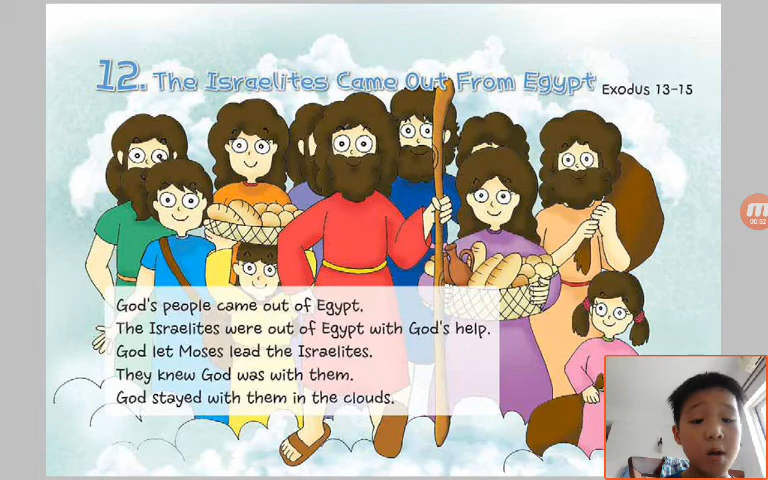 12. The Israelites Came Out From Egypt Exodus 13-15
God's people came out of Egypt.
The Israelites were out of Egypt with God's help.
God let Moses lead the Israelites.
They knew God was with them.
God stayed with them in the clouds.
00:52